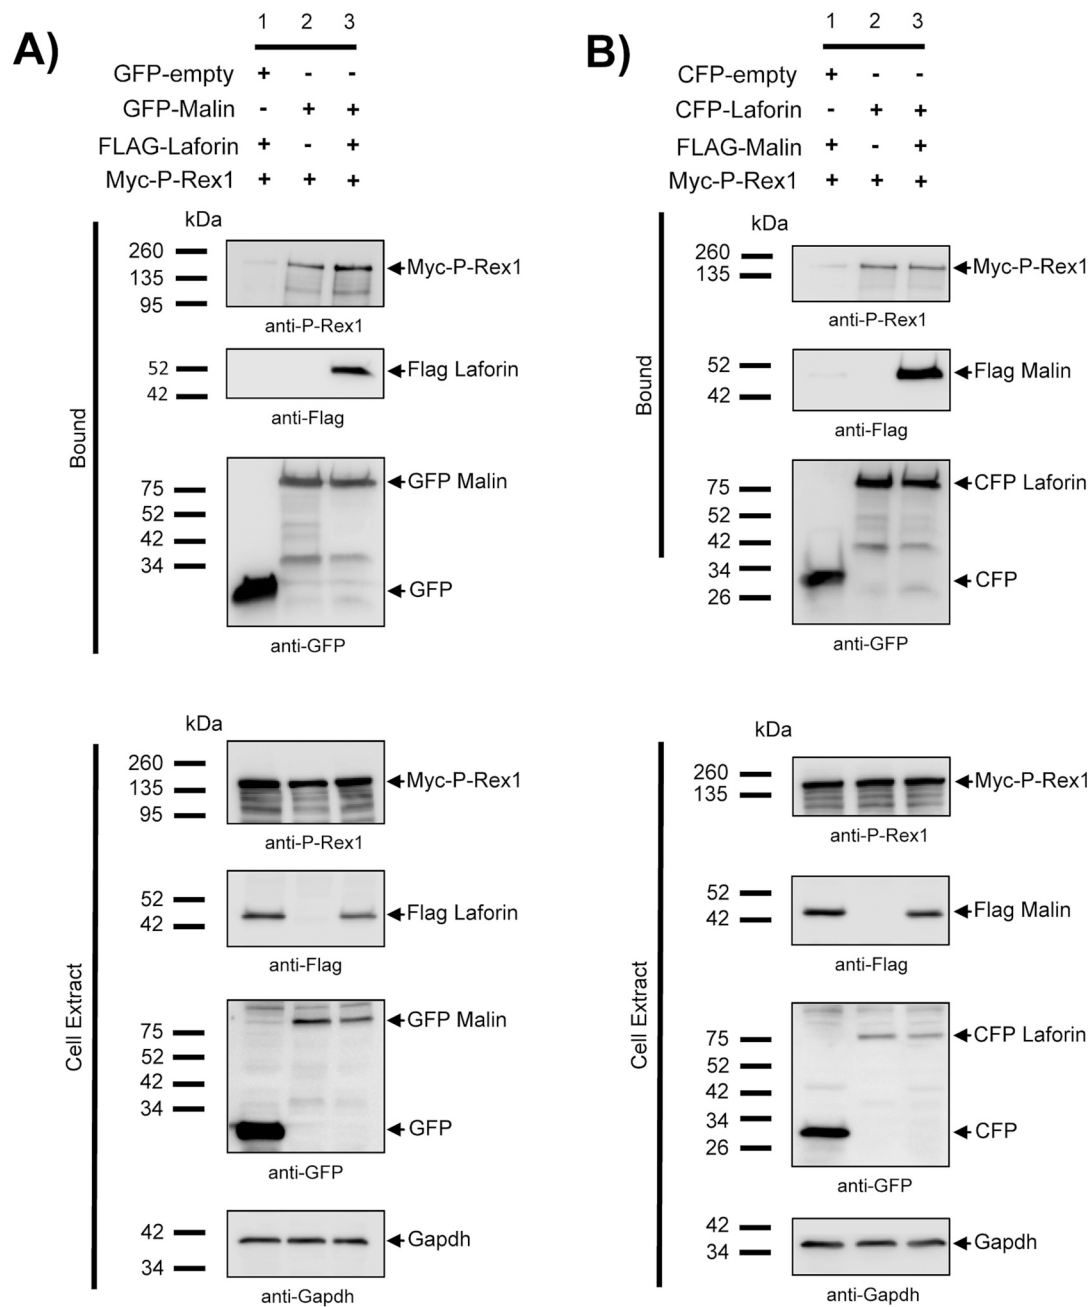 A)
1 2 3
GFP-empty + - -
GFP-Malin - + +
FLAG-Laforin + - +
Myc-P-Rex1 + + +
Bound
kDa
260
135
95
Myc-P-Rex1
anti-P-Rex1
52
42
Flag Laforin
anti-Flag
75
52
42
34
GFP Malin
GFP
anti-GFP
Cell Extract
kDa
260
135
95
Myc-P-Rex1
anti-P-Rex1
52
42
Flag Laforin
anti-Flag
75
52
42
34
GFP Malin
GFP
anti-GFP
42
34
Gapdh
anti-Gapdh
B)
1 2 3
CFP-empty + - -
CFP-Laforin - + +
FLAG-Malin + - +
Myc-P-Rex1 + + +
Bound
kDa
260
135
Myc-P-Rex1
anti-P-Rex1
52
42
Flag Malin
anti-Flag
75
52
42
34
26
CFP Laforin
CFP
anti-GFP
Cell Extract
kDa
260
135
Myc-P-Rex1
anti-P-Rex1
52
42
Flag Malin
anti-Flag
75
52
42
34
26
CFP Laforin
CFP
anti-GFP
42
34
Gapdh
anti-Gapdh